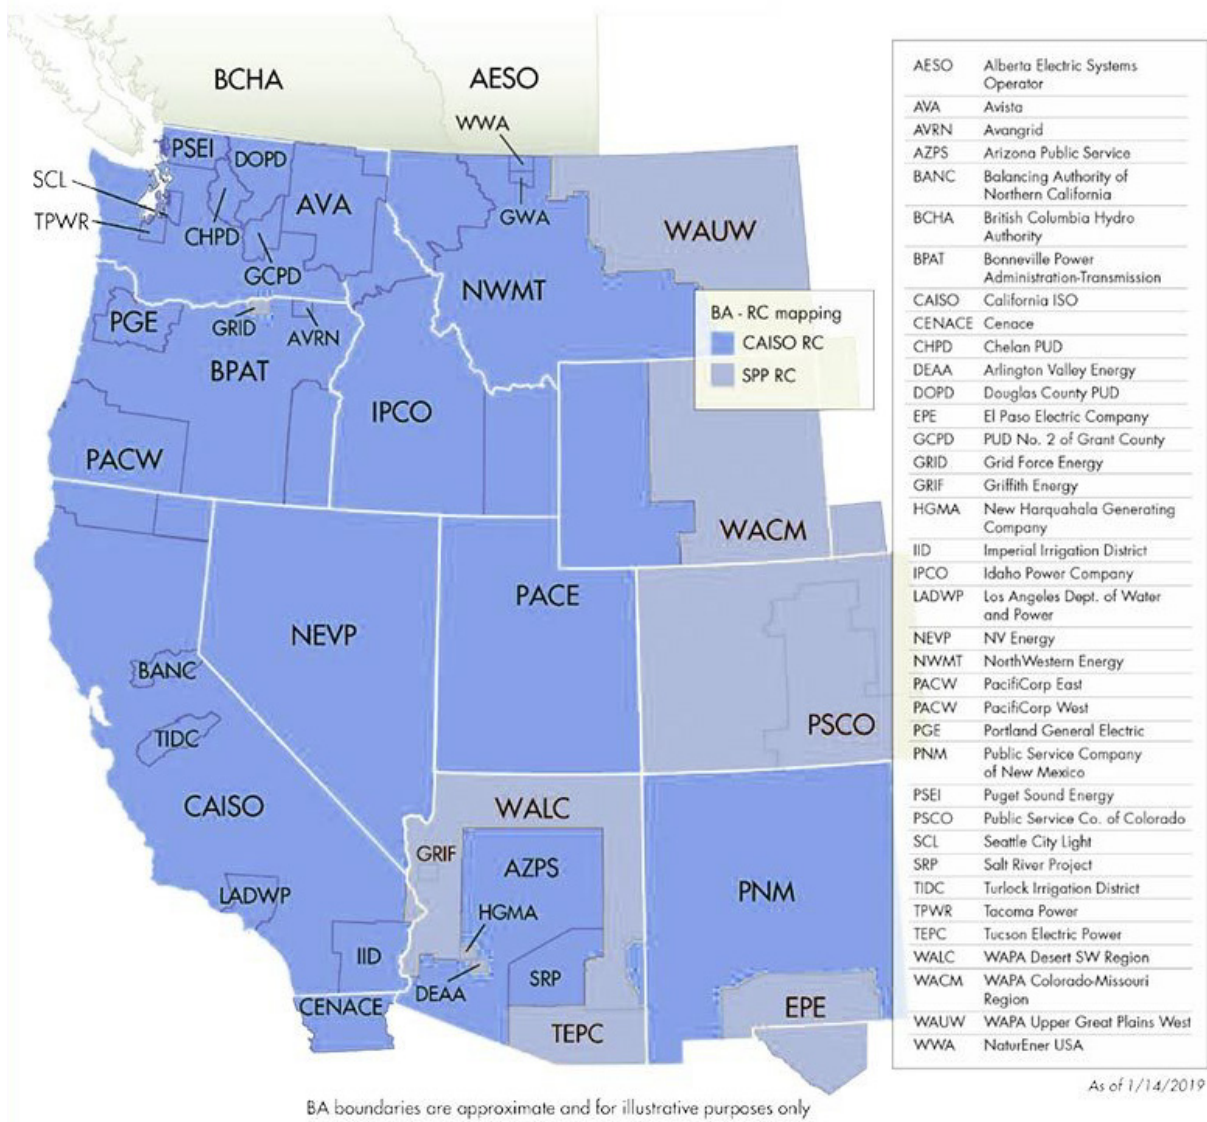 BCHA
AESO
WWA
PSEI
DOPD
SCL
TPWR
CHPD
AVA
GCPD
GWA
WAUW
NWMT
PGE
GRID
AVRN
BPAT
IPCO
PACW
WACM
PACE
NEVP
BANC
TIDC
PSCO
CAISO
WALC
GRIF
AZPS
HGMA
LADWP
PNM
IID
SRP
DEAA
CENACE
EPE
TEPC
BA - RC mapping
CAISO RC
SPP RC
AESO Alberta Electric Systems
Operator
AVA Avista
AVRN Avangrid
AZPS Arizona Public Service
BANC Balancing Authority of
Northern California
BCHA British Columbia Hydro
Authority
BPAT Bonneville Power
Administration-Transmission
CAISO California ISO
CENACE Cenace
CHPD Chelan PUD
DEAA Arlington Valley Energy
DOPD Douglas County PUD
EPE El Paso Electric Company
GCPD PUD No. 2 of Grant County
GRID Grid Force Energy
GRIF Griffith Energy
HGMA New Harquahala Generating
Company
IID Imperial Irrigation District
IPCO Idaho Power Company
LADWP Los Angeles Dept. of Water
and Power
NEVP NV Energy
NWMT NorthWestern Energy
PACW PacifiCorp East
PACW PacifiCorp West
PGE Portland General Electric
PNM Public Service Company
of New Mexico
PSEI Puget Sound Energy
PSCO Public Service Co. of Colorado
SCL Seattle City Light
SRP Salt River Project
TIDC Turlock Irrigation District
TPWR Tacoma Power
TEPC Tucson Electric Power
WALC WAPA Desert SW Region
WACM WAPA Colorado-Missouri
Region
WAUW WAPA Upper Great Plains West
WWA NaturEner USA
As of 1/14/2019
BA boundaries are approximate and for illustrative purposes only